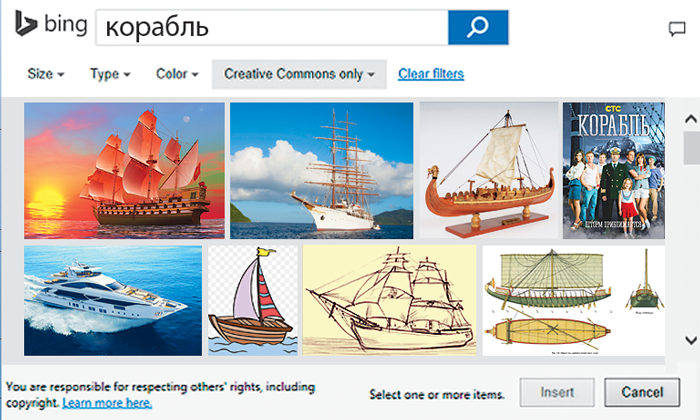 bing
корабль
Size Type Color Creative Commons only Clear filters
СТС
КОРАБЛЬ
ШТОРМ ПРИБЛИЖАЕТСЯ
You are responsible for respecting others' rights, including
copyright. Learn more here.
Select one or more items.
Insert
Cancel